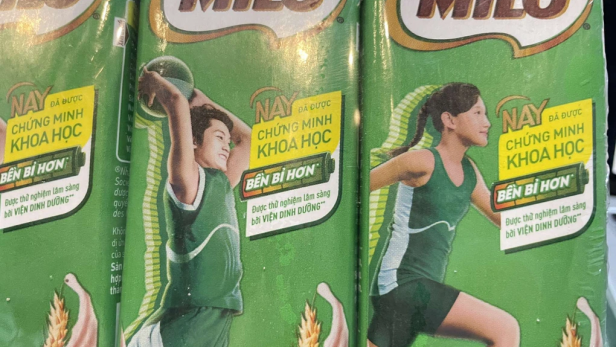 MILO
NAY ĐÃ ĐƯỢC
CHỨNG MINH
KHOA HỌC
BỀN BỈ HƠN
Được thử nghiệm lâm sàng
bởi VIỆN DINH DƯỠNG**
MILO
NAY ĐÃ ĐƯỢC
CHỨNG MINH
KHOA HỌC
BỀN BỈ HƠN
Được thử nghiệm lâm sàng
bởi VIỆN DINH DƯỠNG**
MILO
NAY ĐÃ ĐƯỢC
CHỨNG MINH
KHOA HỌC
BỀN BỈ HƠN
Được thử nghiệm lâm sàng
bởi VIỆN DINH DƯỠNG**